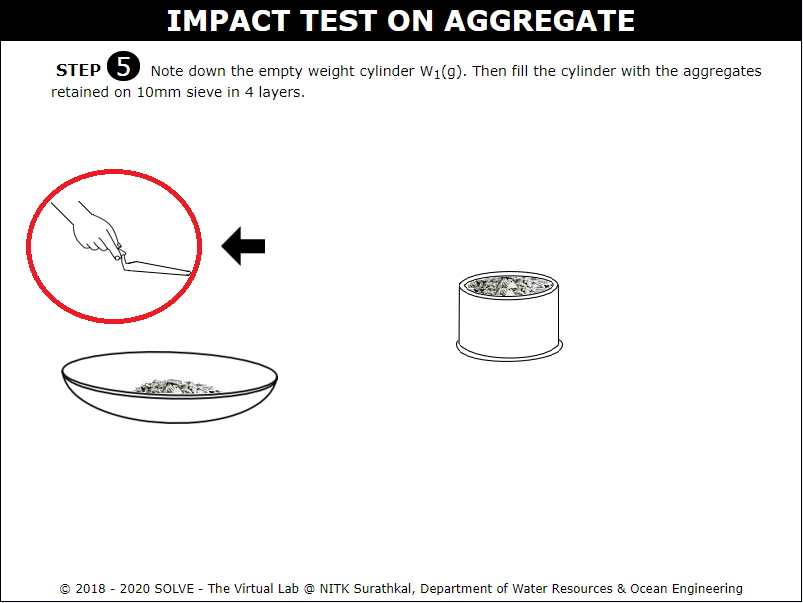 IMPACT TEST ON AGGREGATE
STEP 5 Note down the empty weight cylinder W₁(g). Then fill the cylinder with the aggregates
retained on 10mm sieve in 4 layers.
© 2018 - 2020 SOLVE - The Virtual Lab @ NITK Surathkal, Department of Water Resources & Ocean Engineering